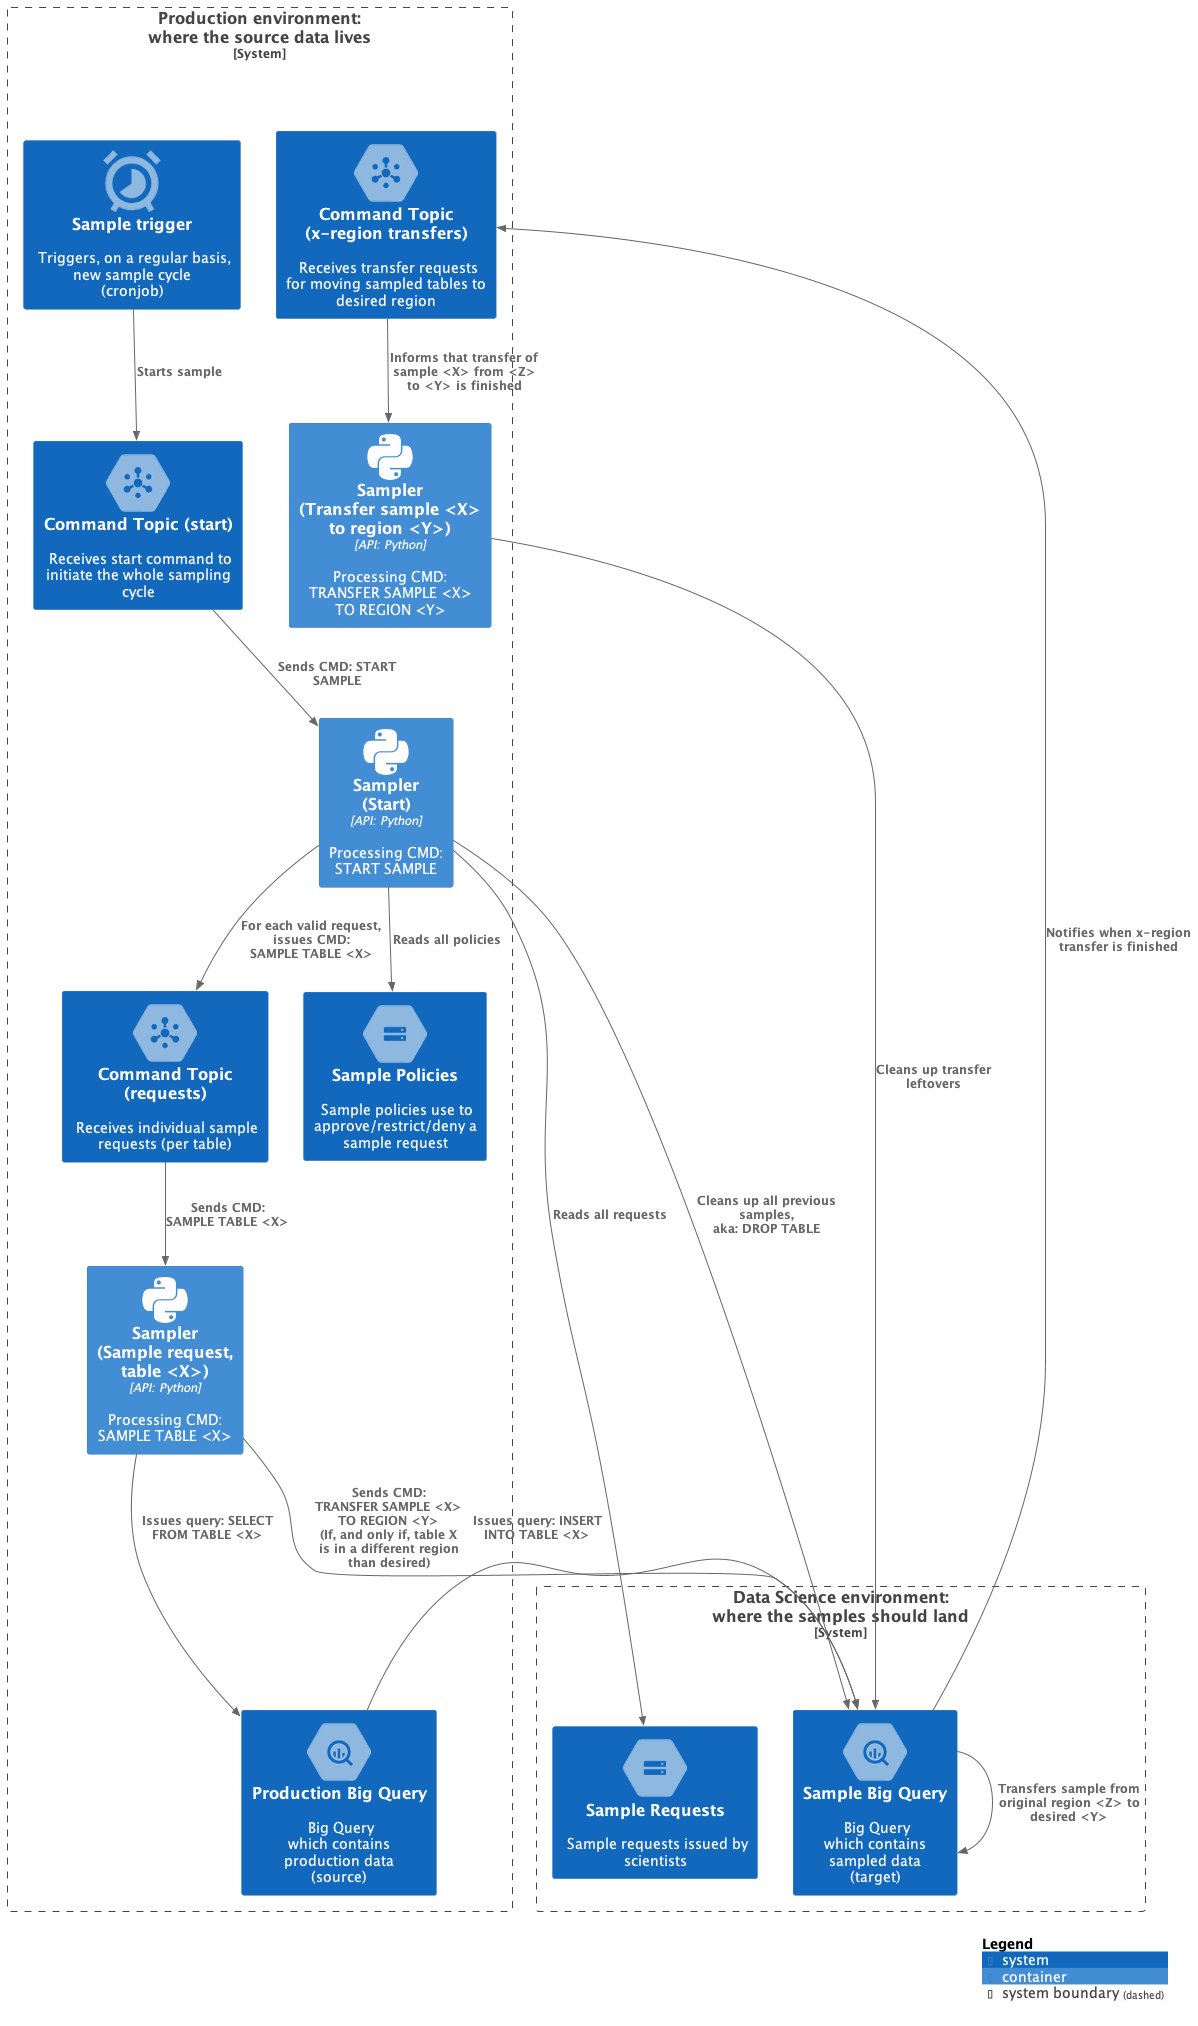 Production environment:
where the source data lives
[System]
Sample trigger
Triggers, on a regular basis,
new sample cycle
(cronjob)
Command Topic
(x-region transfers)
Receives transfer requests
for moving sampled tables to
desired region
Starts sample
Informs that transfer of
sample <X> from <Z>
to <Y> is finished
Command Topic (start)
Receives start command to
initiate the whole sampling
cycle
Sampler
(Transfer sample <X>
to region <Y>)
[API: Python]
Processing CMD:
TRANSFER SAMPLE <X>
TO REGION <Y>
Sends CMD: START
SAMPLE
Sampler
(Start)
[API: Python]
Processing CMD:
START SAMPLE
For each valid request,
issues CMD:
SAMPLE TABLE <X>
Reads all policies
Notifies when x-region
transfer is finished
Command Topic
(requests)
Receives individual sample
requests (per table)
Sample Policies
Sample policies use to
approve/restrict/deny a
sample request
Cleans up transfer
leftovers
Sends CMD:
SAMPLE TABLE <X>
Reads all requests
Cleans up all previous
samples,
aka: DROP TABLE
Sampler
(Sample request,
table <X>)
[API: Python]
Processing CMD:
SAMPLE TABLE <X>
Issues query: SELECT
FROM TABLE <X>
Sends CMD:
TRANSFER SAMPLE <X>
TO REGION <Y>
(If, and only if, table X
is in a different region
than desired)
Issues query: INSERT
INTO TABLE <X>
Data Science environment:
where the samples should land
[System]
Production Big Query
Big Query
which contains
production data
(source)
Sample Requests
Sample requests issued by
scientists
Sample Big Query
Big Query
which contains
sampled data
(target)
Transfers sample from
original region <Z> to
desired <Y>
Legend
system
container
system boundary (dashed)